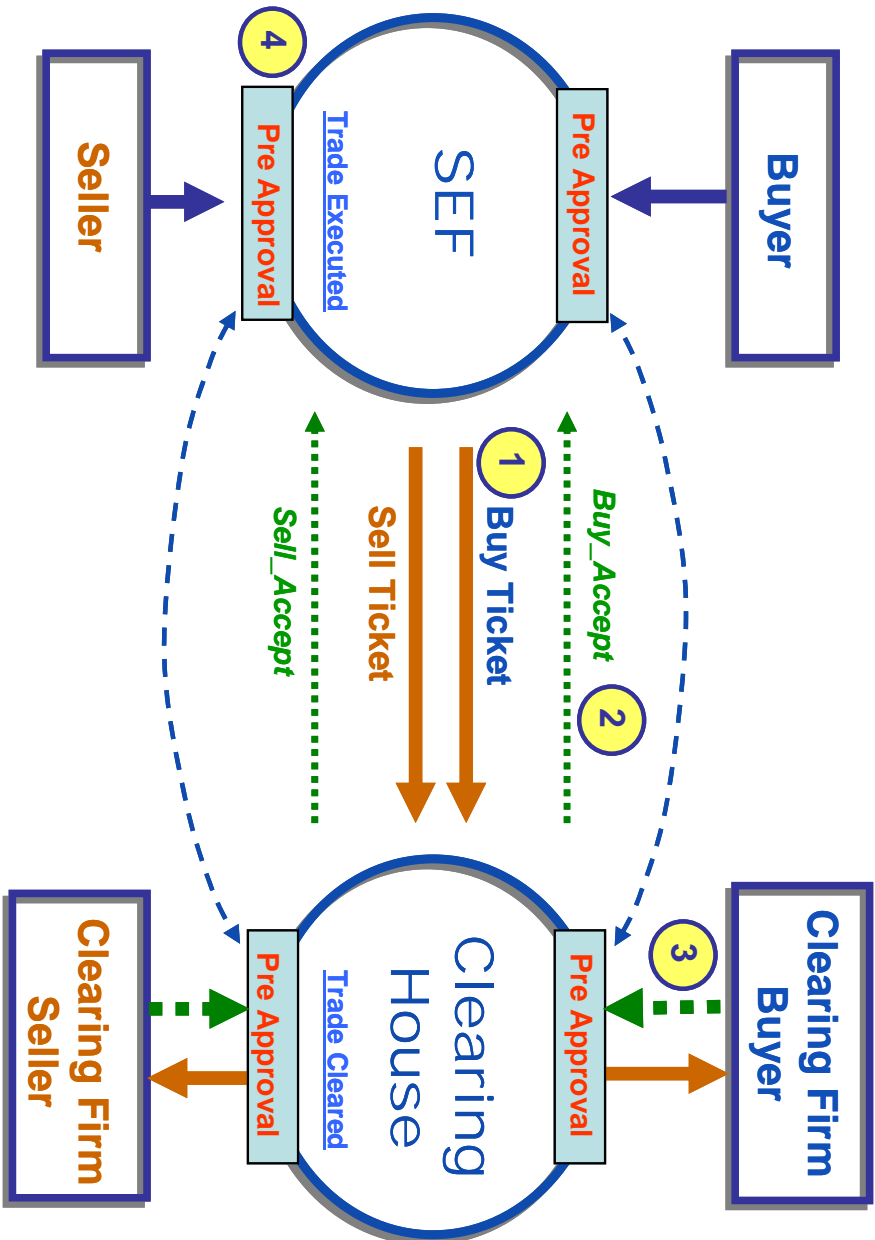 Buyer
Clearing Firm
Buyer
3
2
Buy_Accept
Pre Approval
Pre Approval
1
Buy Ticket
SEF
Clearing
House
Sell Ticket
Trade Executed
Trade Cleared
Sell_Accept
4
Pre Approval
Pre Approval
Seller
Clearing Firm
Seller